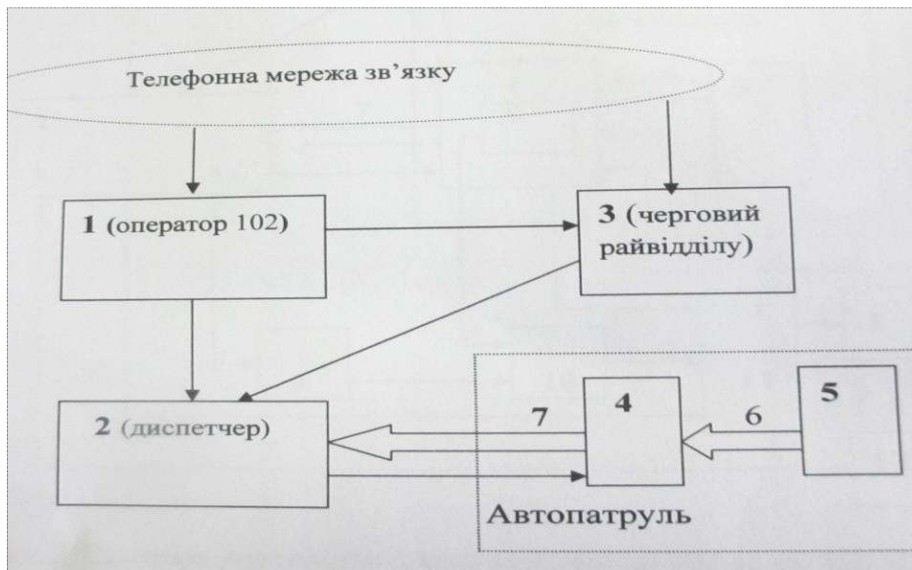 Телефонна мережа зв’язку
1 (оператор 102)
3 (черговий
райвідділу)
2 (диспетчер)
7
4
6
5
Автопатруль